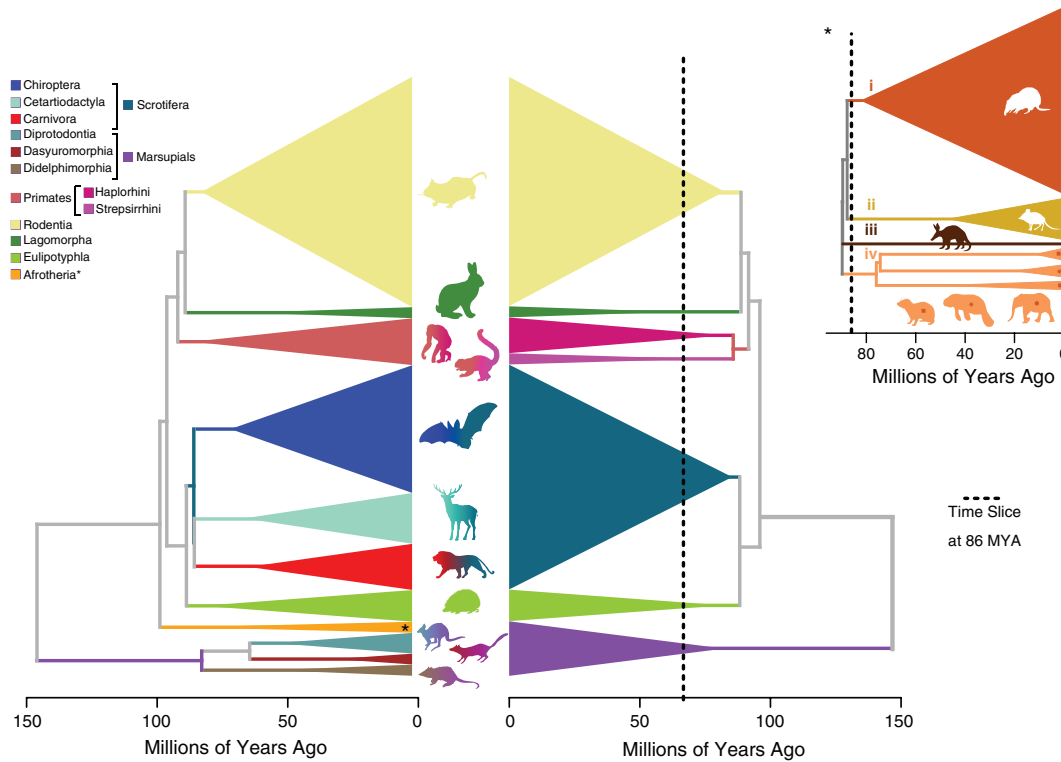 Chiroptera
Cetartiodactyla
Carnivora
Scrotifera
Diprotodontia
Dasyuromorphia
Didelphimorphia
Marsupials
Primates
Haplorhini
Strepsirrhini
Rodentia
Lagomorpha
Eulipotyphla
Afrotheria*
*
*
i
ii
iii
iv
80 60 40 20
Millions of Years Ago
Time Slice
at 86 MYA
150 100 50 0
Millions of Years Ago
0 50 100 150
Millions of Years Ago